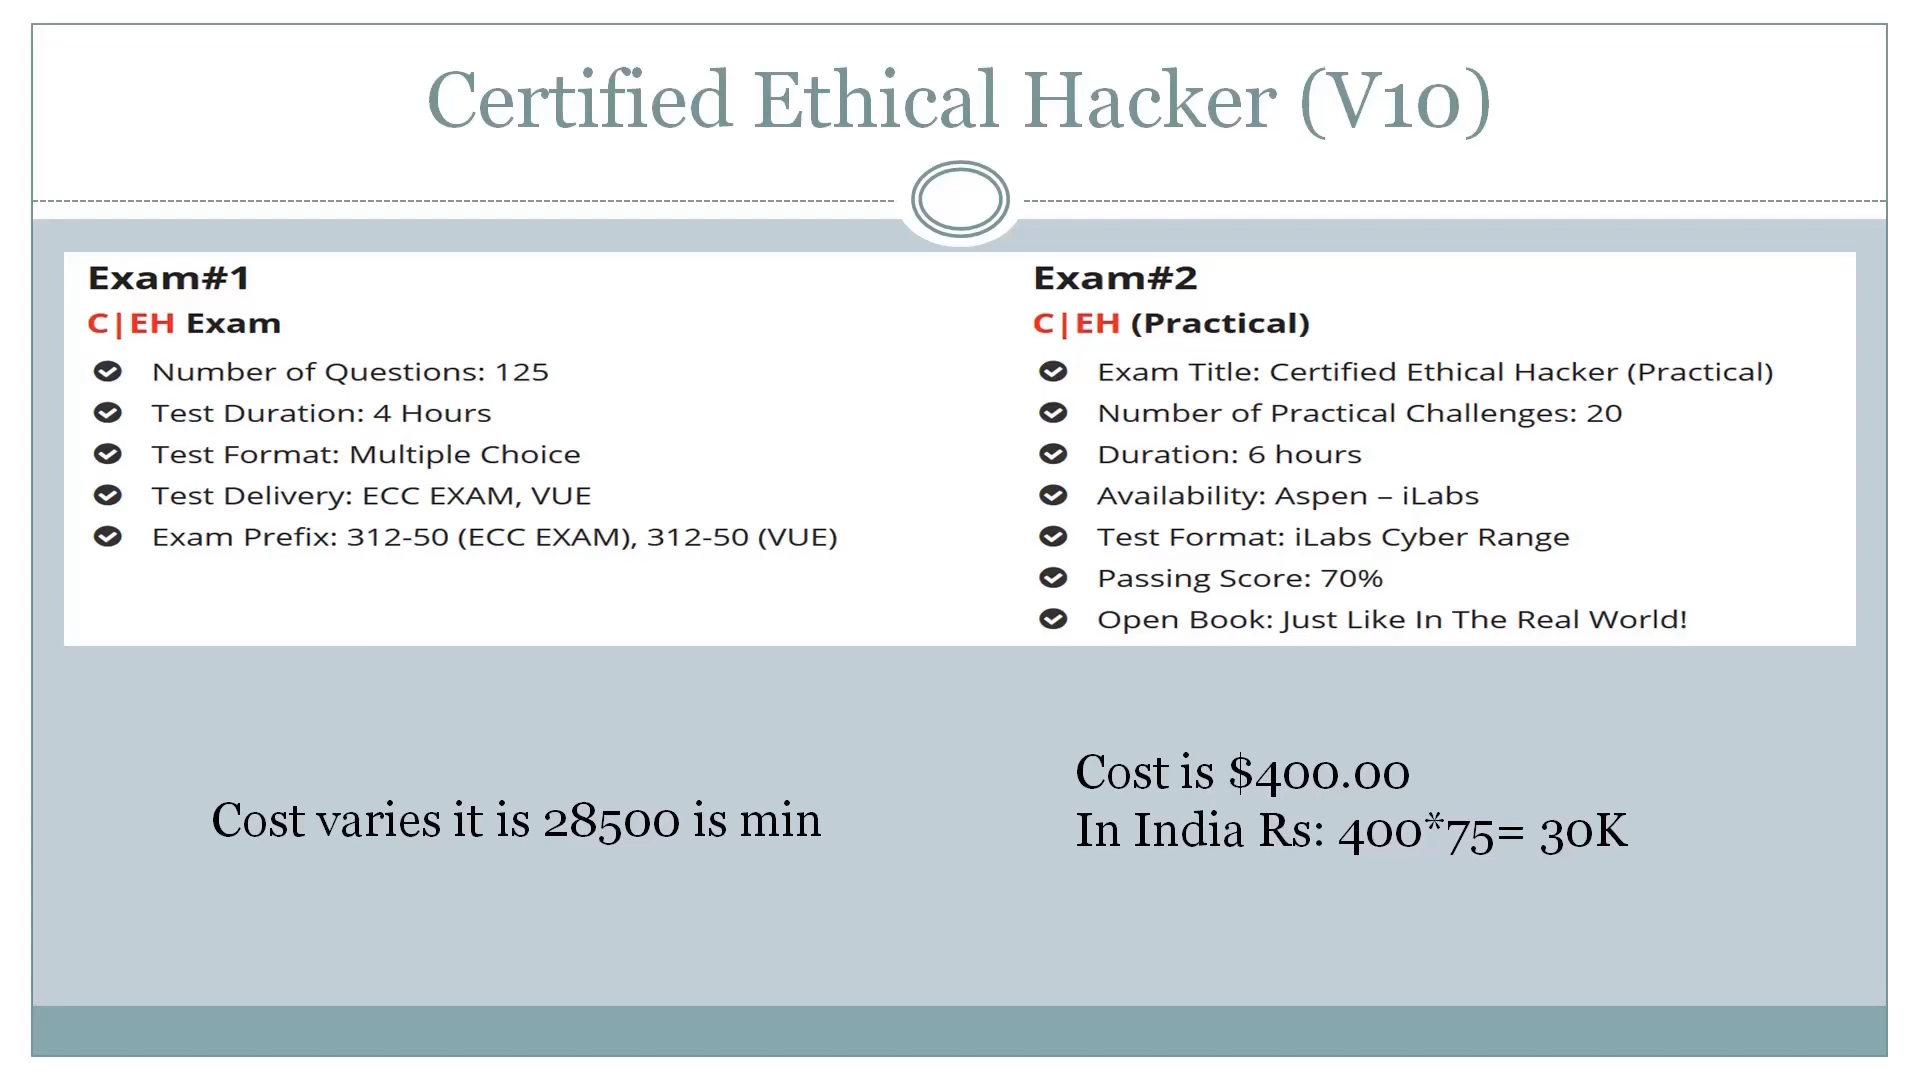 Certified Ethical Hacker (V10)
Exam#1
C|EH Exam
Number of Questions: 125
Test Duration: 4 Hours
Test Format: Multiple Choice
Test Delivery: ECC EXAM, VUE
Exam Prefix: 312-50 (ECC EXAM), 312-50 (VUE)
Exam#2
C|EH (Practical)
Exam Title: Certified Ethical Hacker (Practical)
Number of Practical Challenges: 20
Duration: 6 hours
Availability: Aspen – iLabs
Test Format: iLabs Cyber Range
Passing Score: 70%
Open Book: Just Like In The Real World!
Cost varies it is 28500 is min
Cost is $400.00
In India Rs: 400*75= 30K